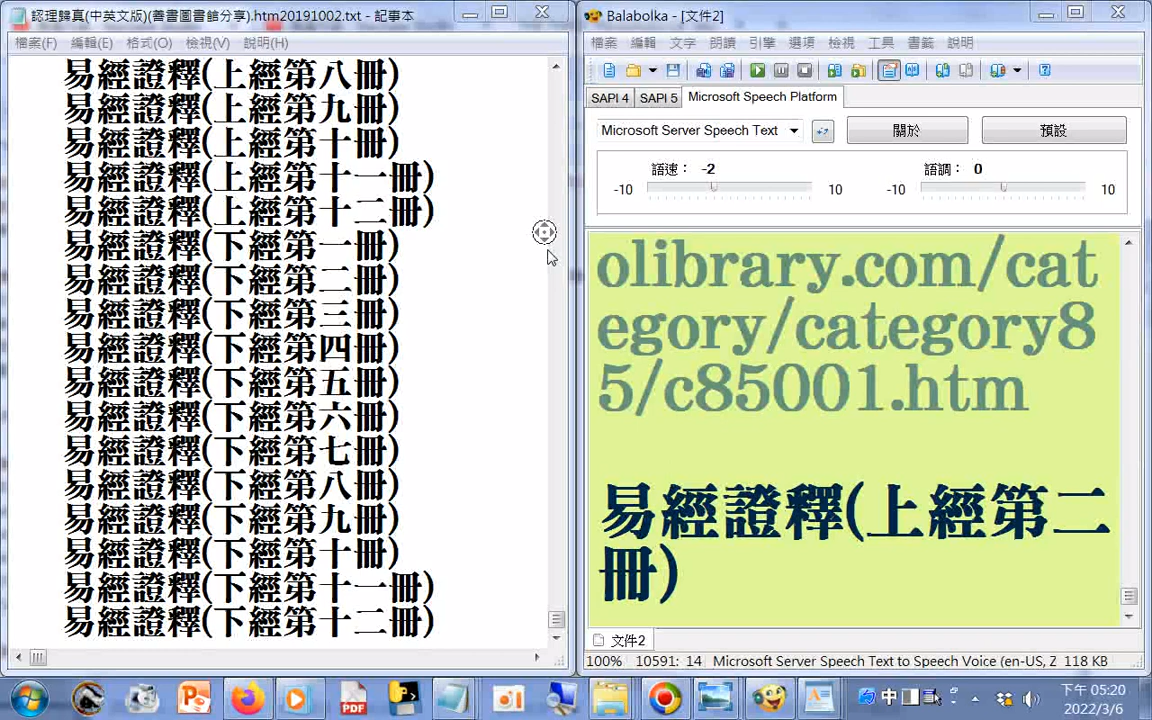 認理歸真(中英文版)(善書圖書館分享).htm20191002.txt - 記事本
檔案(F) 編輯(E) 格式(O) 檢視(V) 說明(H)
易經證釋(上經第八冊)
易經證釋(上經第九冊)
易經證釋(上經第十冊)
易經證釋(上經第十一冊)
易經證釋(上經第十二冊)
易經證釋(下經第一冊)
易經證釋(下經第二冊)
易經證釋(下經第三冊)
易經證釋(下經第四冊)
易經證釋(下經第五冊)
易經證釋(下經第六冊)
易經證釋(下經第七冊)
易經證釋(下經第八冊)
易經證釋(下經第九冊)
易經證釋(下經第十冊)
易經證釋(下經第十一冊)
易經證釋(下經第十二冊)
Balabolka - [文件2]
檔案 編輯 文字 朗讀 引擎 選項 檢視 工具 書籤 說明
SAPI 4 SAPI 5 Microsoft Speech Platform
Microsoft Server Speech Text 關於 預設
語速: -2 語調: 0
-10 10 -10 10
olibrary.com/cat
egory/category8
5/c85001.htm
易經證釋(上經第二
冊)
文件2
100% 10591: 14 Microsoft Server Speech Text to Speech Voice (en-US, Z 118 KB
PDF
中
下午 05:20
2022/3/6